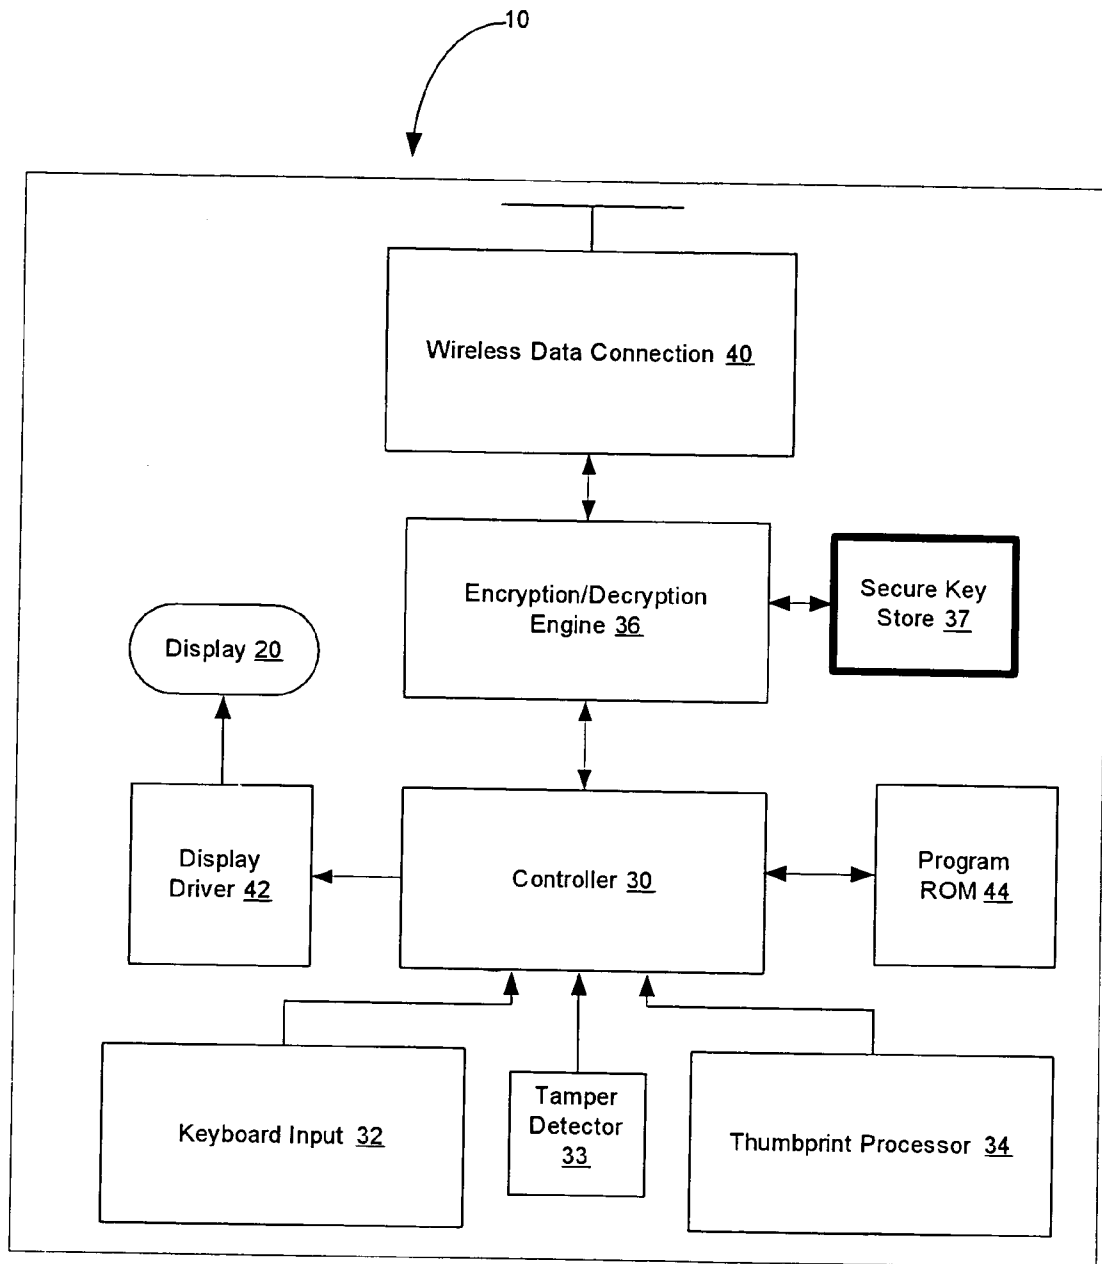 10
Wireless Data Connection 40
Encryption/Decryption
Engine 36
Secure Key
Store 37
Display 20
Display
Driver 42
Controller 30
Program
ROM 44
Keyboard Input 32
Tamper
Detector
33
Thumbprint Processor 34